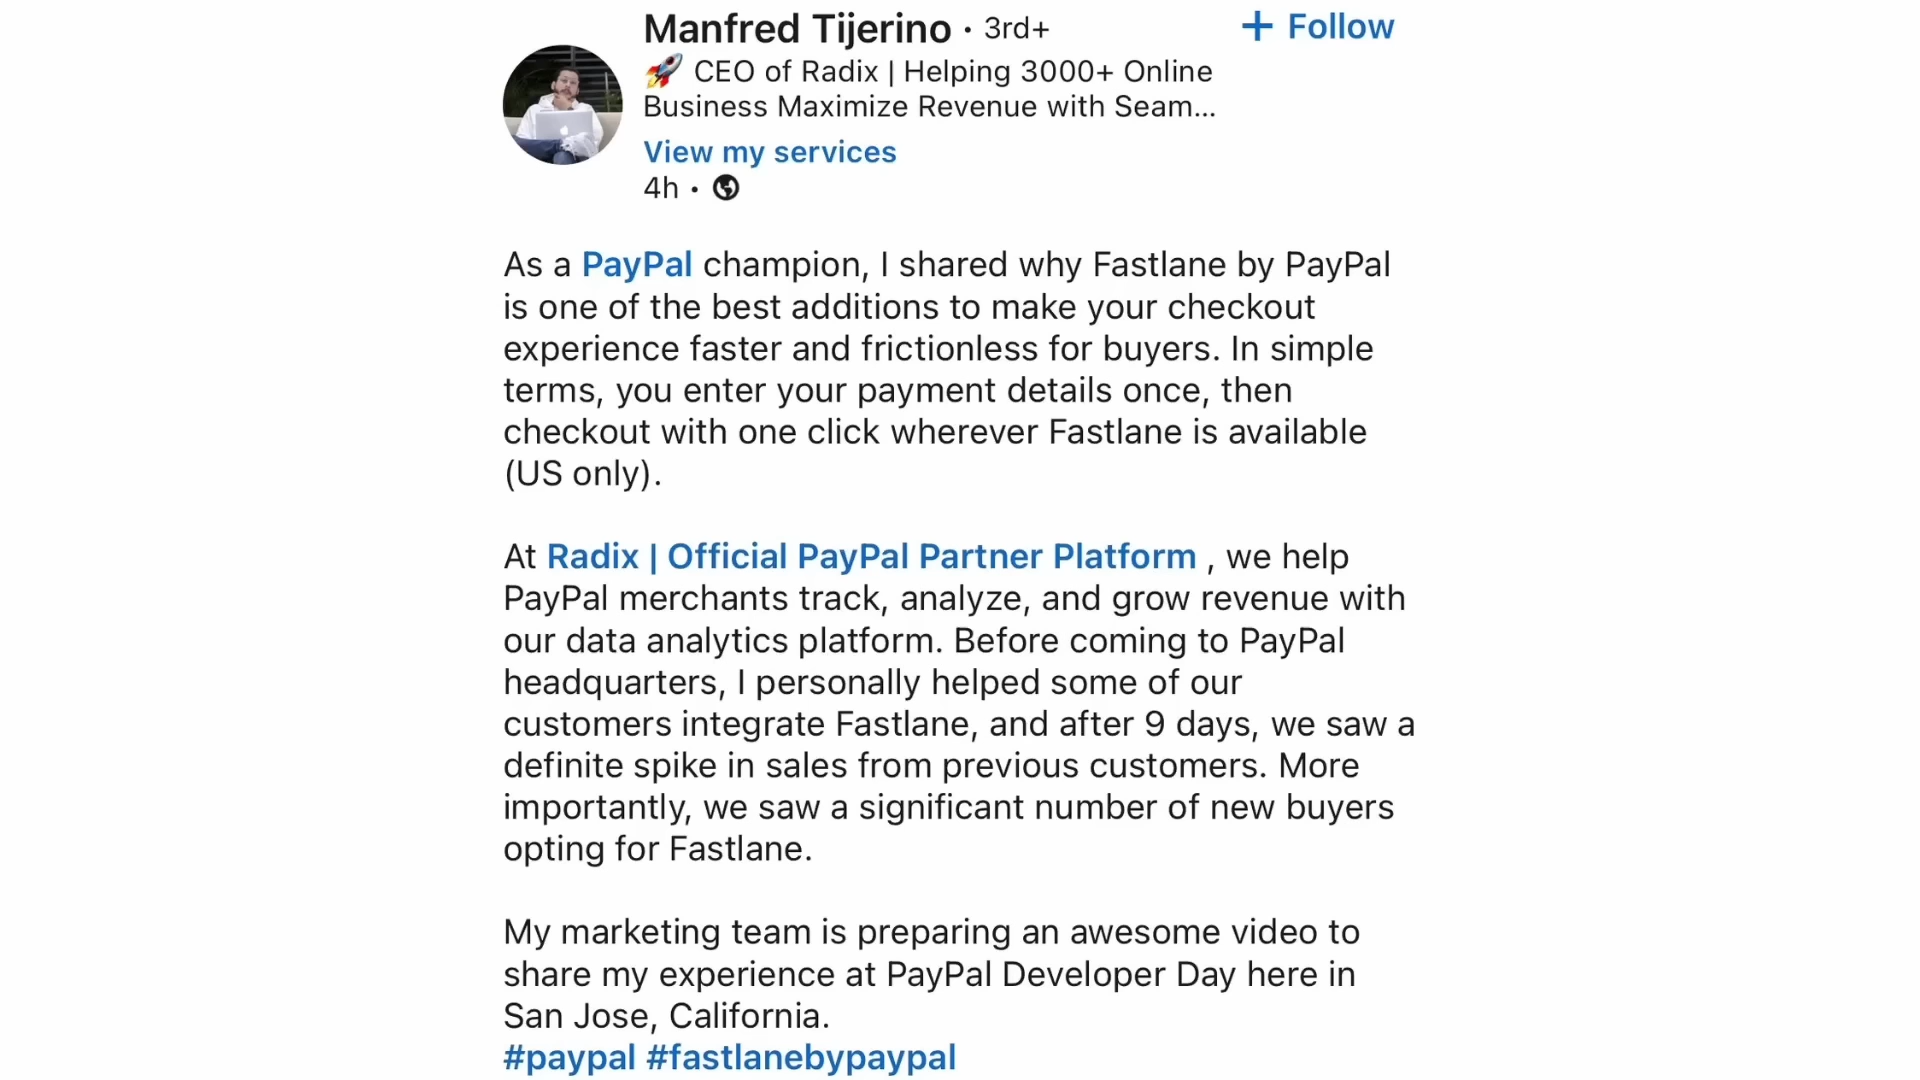 Manfred Tijerino · 3rd+
+ Follow
🚀 CEO of Radix | Helping 3000+ Online
Business Maximize Revenue with Seam...
View my services
4h ·
As a PayPal champion, I shared why Fastlane by PayPal
is one of the best additions to make your checkout
experience faster and frictionless for buyers. In simple
terms, you enter your payment details once, then
checkout with one click wherever Fastlane is available
(US only).
At Radix | Official PayPal Partner Platform , we help
PayPal merchants track, analyze, and grow revenue with
our data analytics platform. Before coming to PayPal
headquarters, I personally helped some of our
customers integrate Fastlane, and after 9 days, we saw a
definite spike in sales from previous customers. More
importantly, we saw a significant number of new buyers
opting for Fastlane.
My marketing team is preparing an awesome video to
share my experience at PayPal Developer Day here in
San Jose, California.
#paypal #fastlanebypaypal